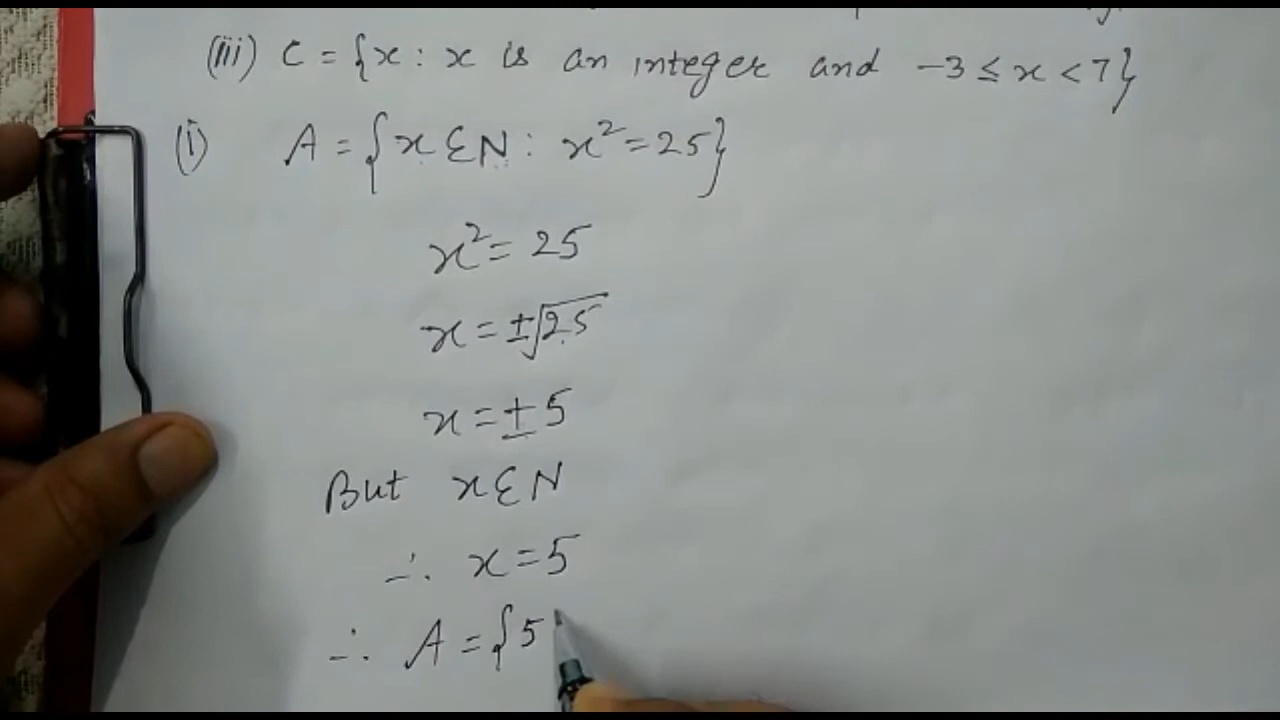 (iii) C = {x : x is an integer and -3 ≤ x < 7}
(i) A = {x ∈ N : x² = 25}
x² = 25
x = ±√25
x = ±5
But x ∈ N
∴ x = 5
∴ A = {5